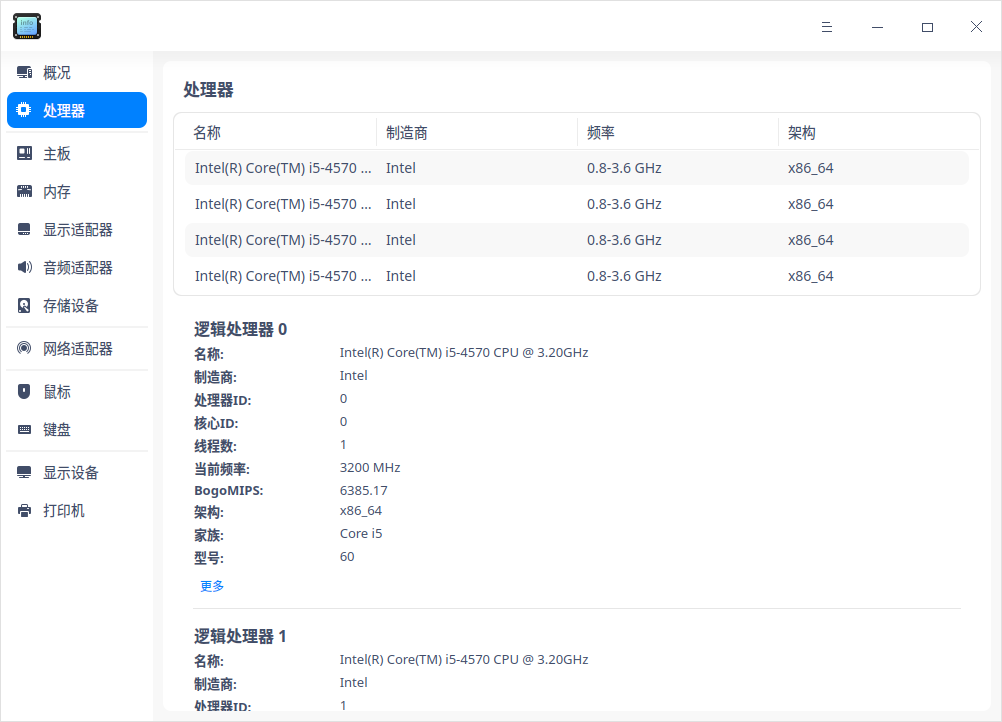 info
概况
处理器
主板
内存
显示适配器
音频适配器
存储设备
网络适配器
鼠标
键盘
显示设备
打印机
处理器
名称 制造商 频率 架构
Intel(R) Core(TM) i5-4570 ... Intel 0.8-3.6 GHz x86_64
Intel(R) Core(TM) i5-4570 ... Intel 0.8-3.6 GHz x86_64
Intel(R) Core(TM) i5-4570 ... Intel 0.8-3.6 GHz x86_64
Intel(R) Core(TM) i5-4570 ... Intel 0.8-3.6 GHz x86_64
逻辑处理器 0
名称: Intel(R) Core(TM) i5-4570 CPU @ 3.20GHz
制造商: Intel
处理器ID: 0
核心ID: 0
线程数: 1
当前频率: 3200 MHz
BogoMIPS: 6385.17
架构: x86_64
家族: Core i5
型号: 60
更多
逻辑处理器 1
名称: Intel(R) Core(TM) i5-4570 CPU @ 3.20GHz
制造商: Intel
处理器ID: 1